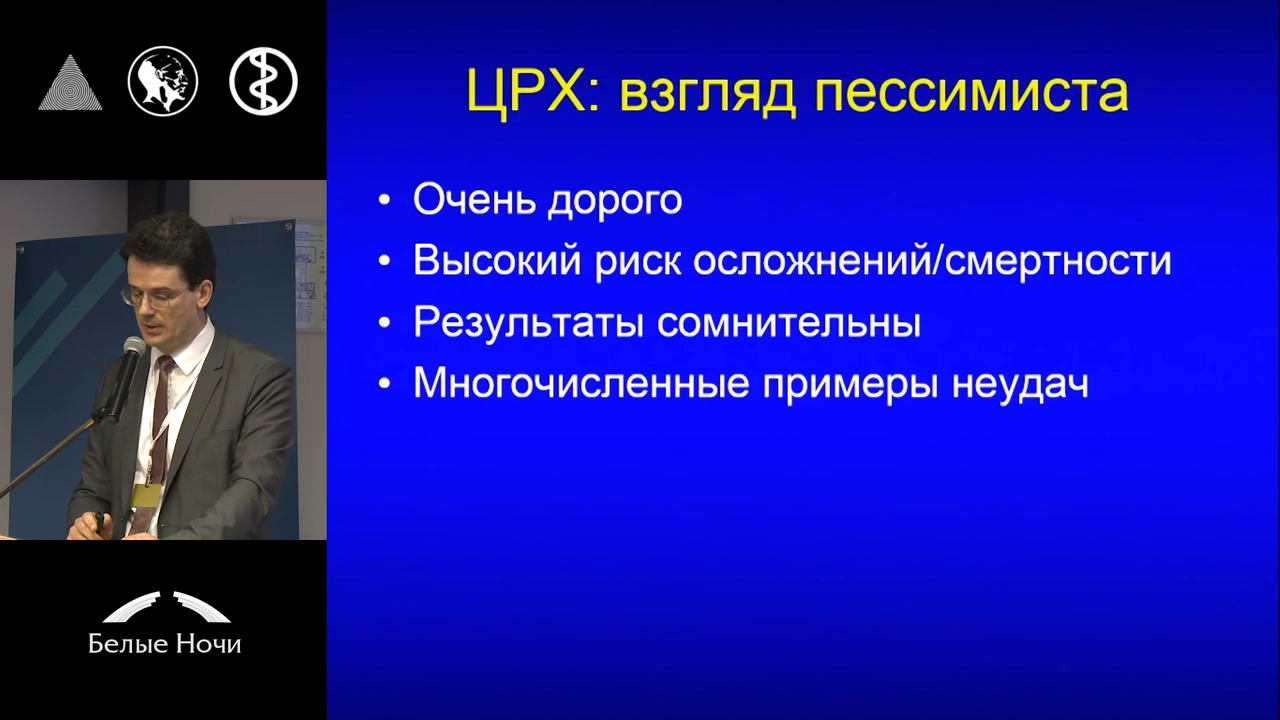 ЦРХ: взгляд пессимиста
• Очень дорого
• Высокий риск осложнений/смертности
• Результаты сомнительны
• Многочисленные примеры неудач
Белые Ночи